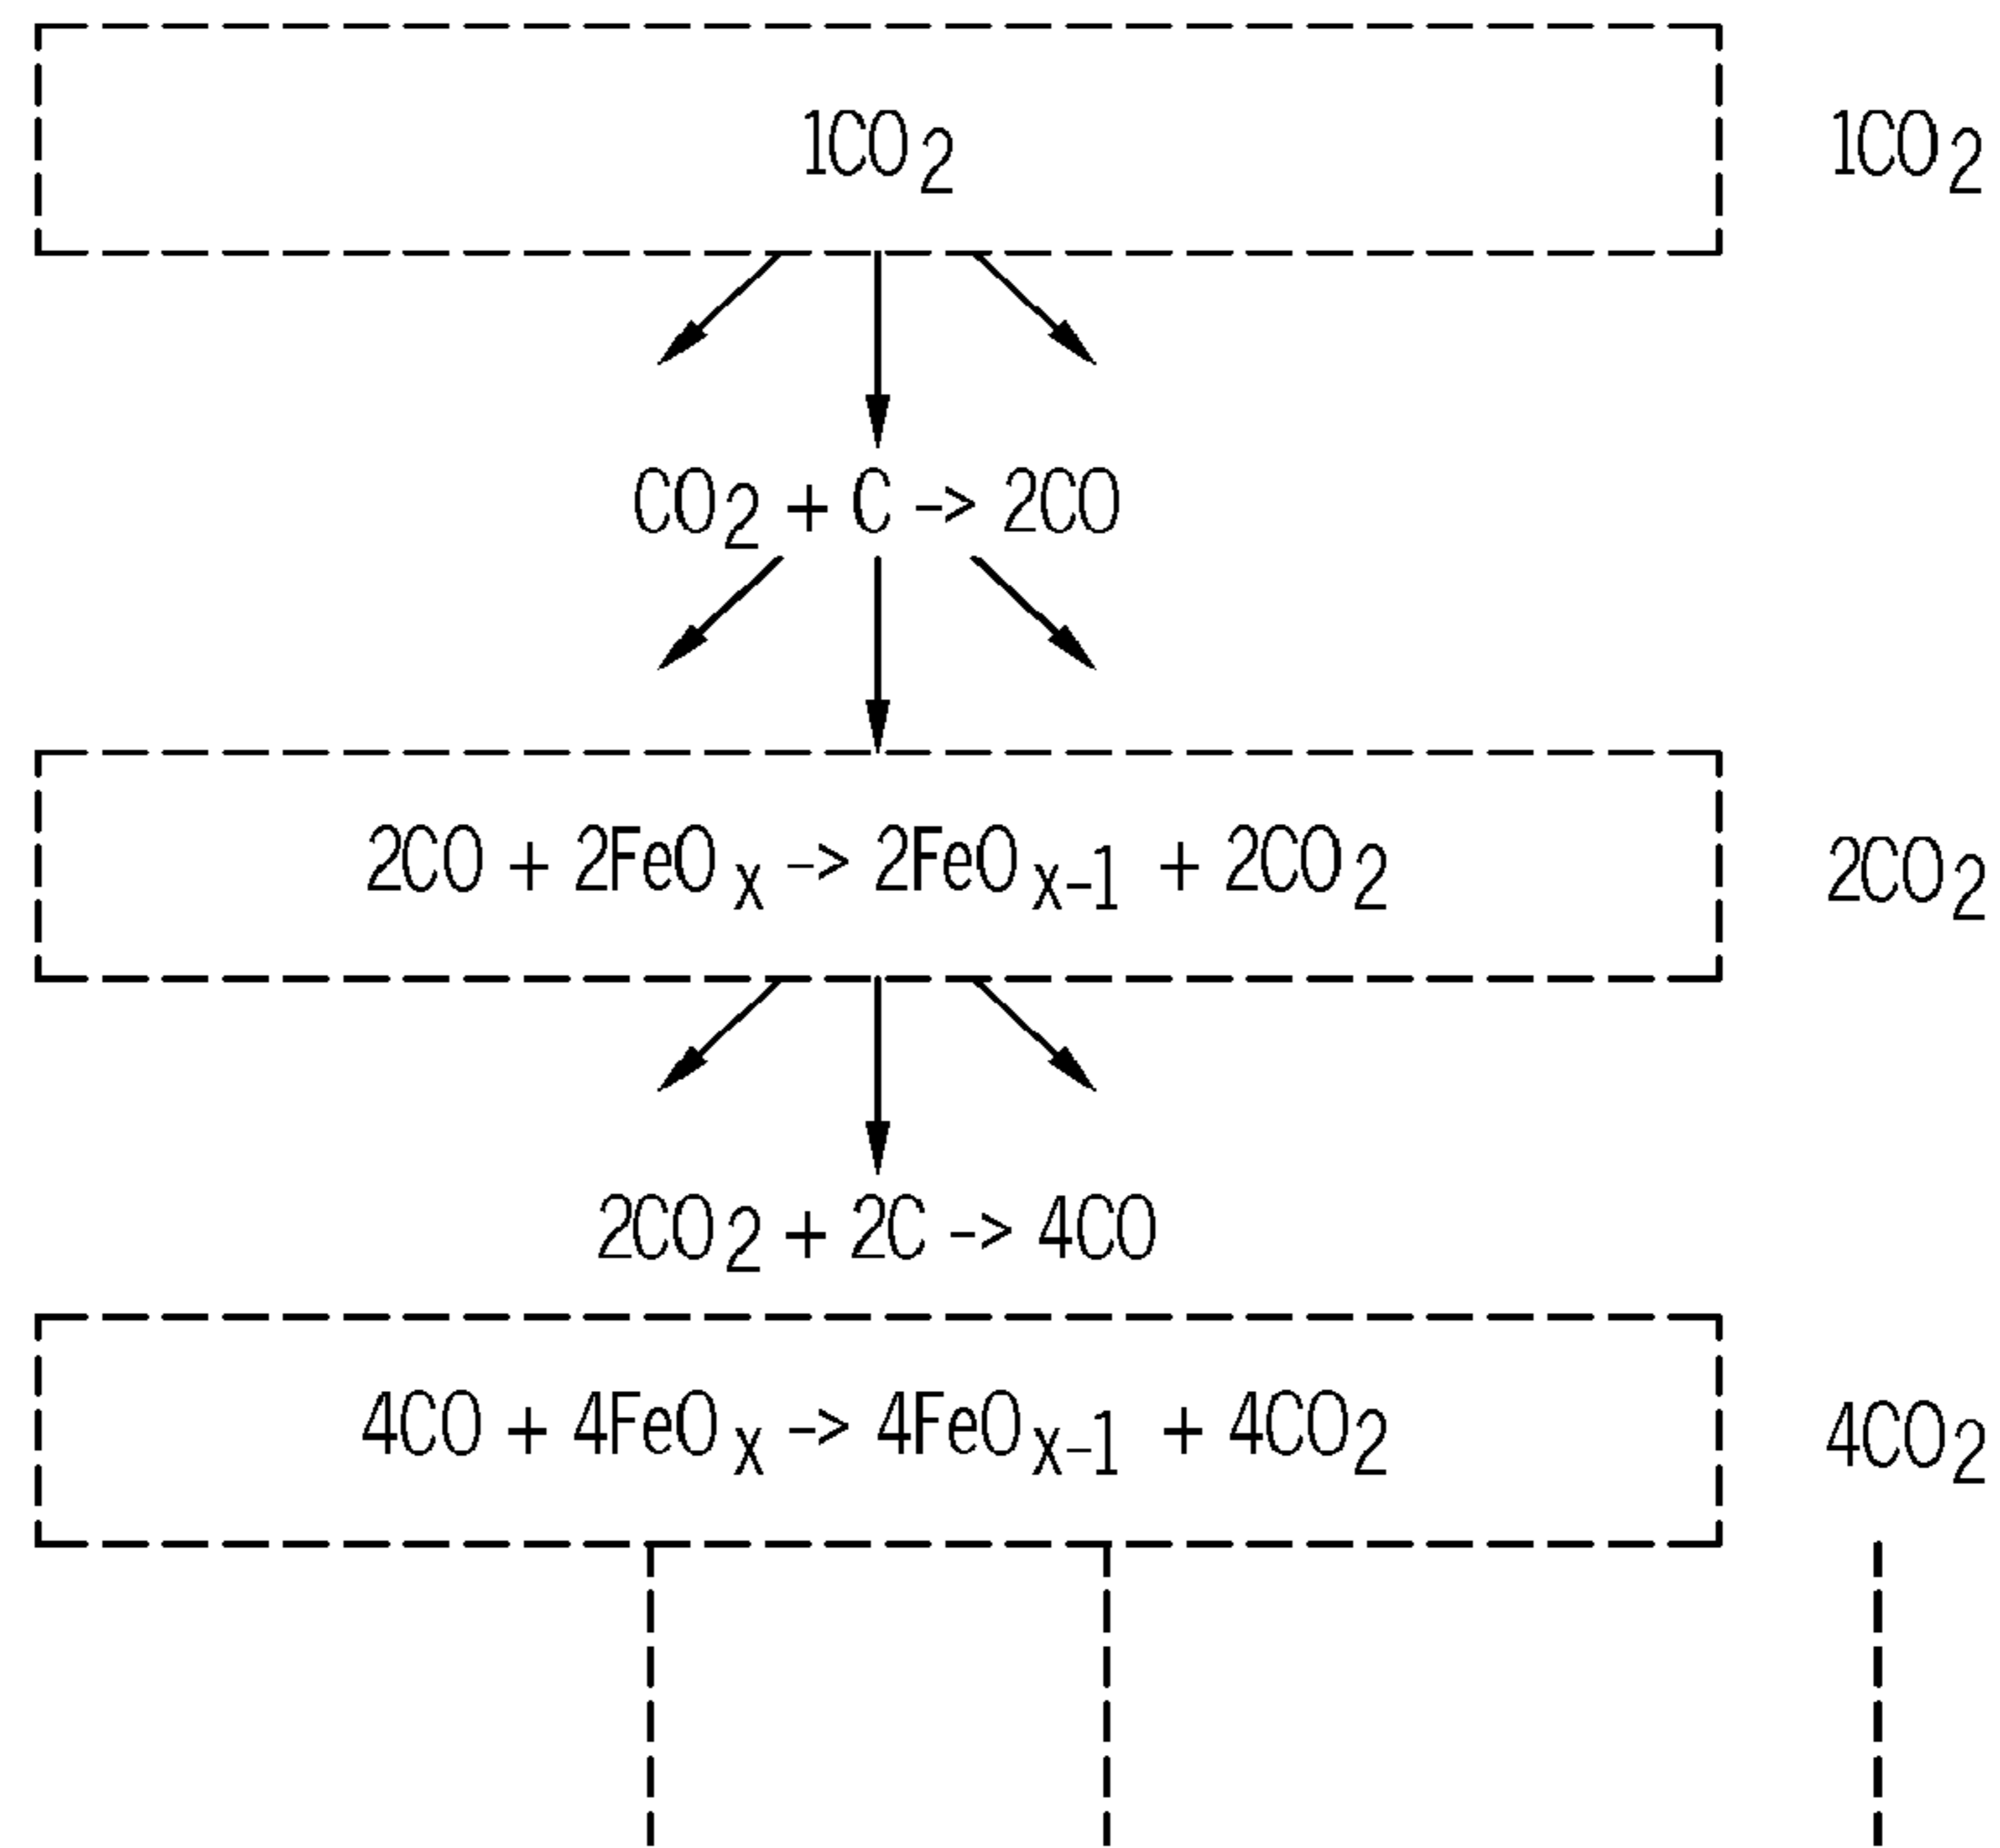 1CO₂ 1CO₂
CO₂ + C -> 2CO
2CO + 2FeOₓ -> 2FeOₓ₋₁ + 2CO₂ 2CO₂
2CO₂ + 2C -> 4CO
4CO + 4FeOₓ -> 4FeOₓ₋₁ + 4CO₂ 4CO₂